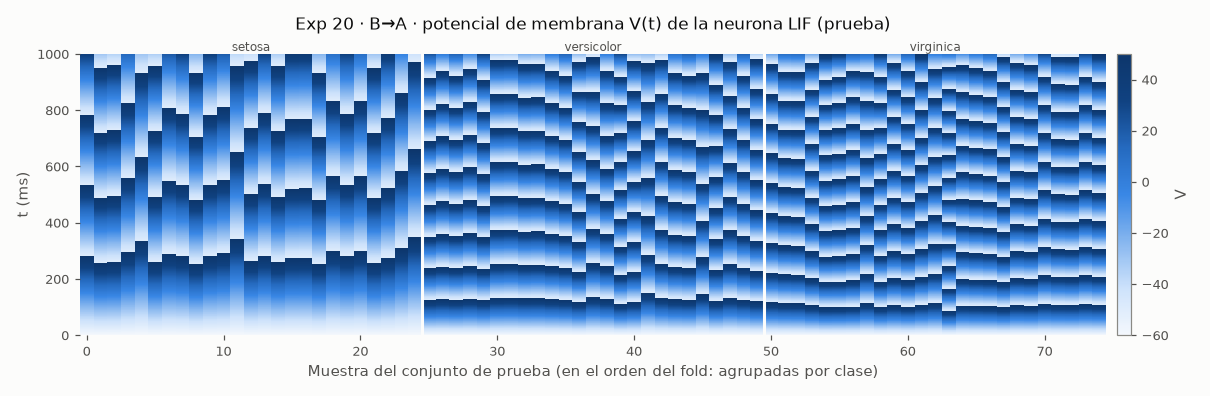 Exp 20 · B→A · potencial de membrana V(t) de la neurona LIF (prueba)
setosa
versicolor
virginica
1000
800
600
400
200
0
t (ms)
0
10
20
30
40
50
60
70
Muestra del conjunto de prueba (en el orden del fold: agrupadas por clase)
40
20
0
−20
−40
−60
V